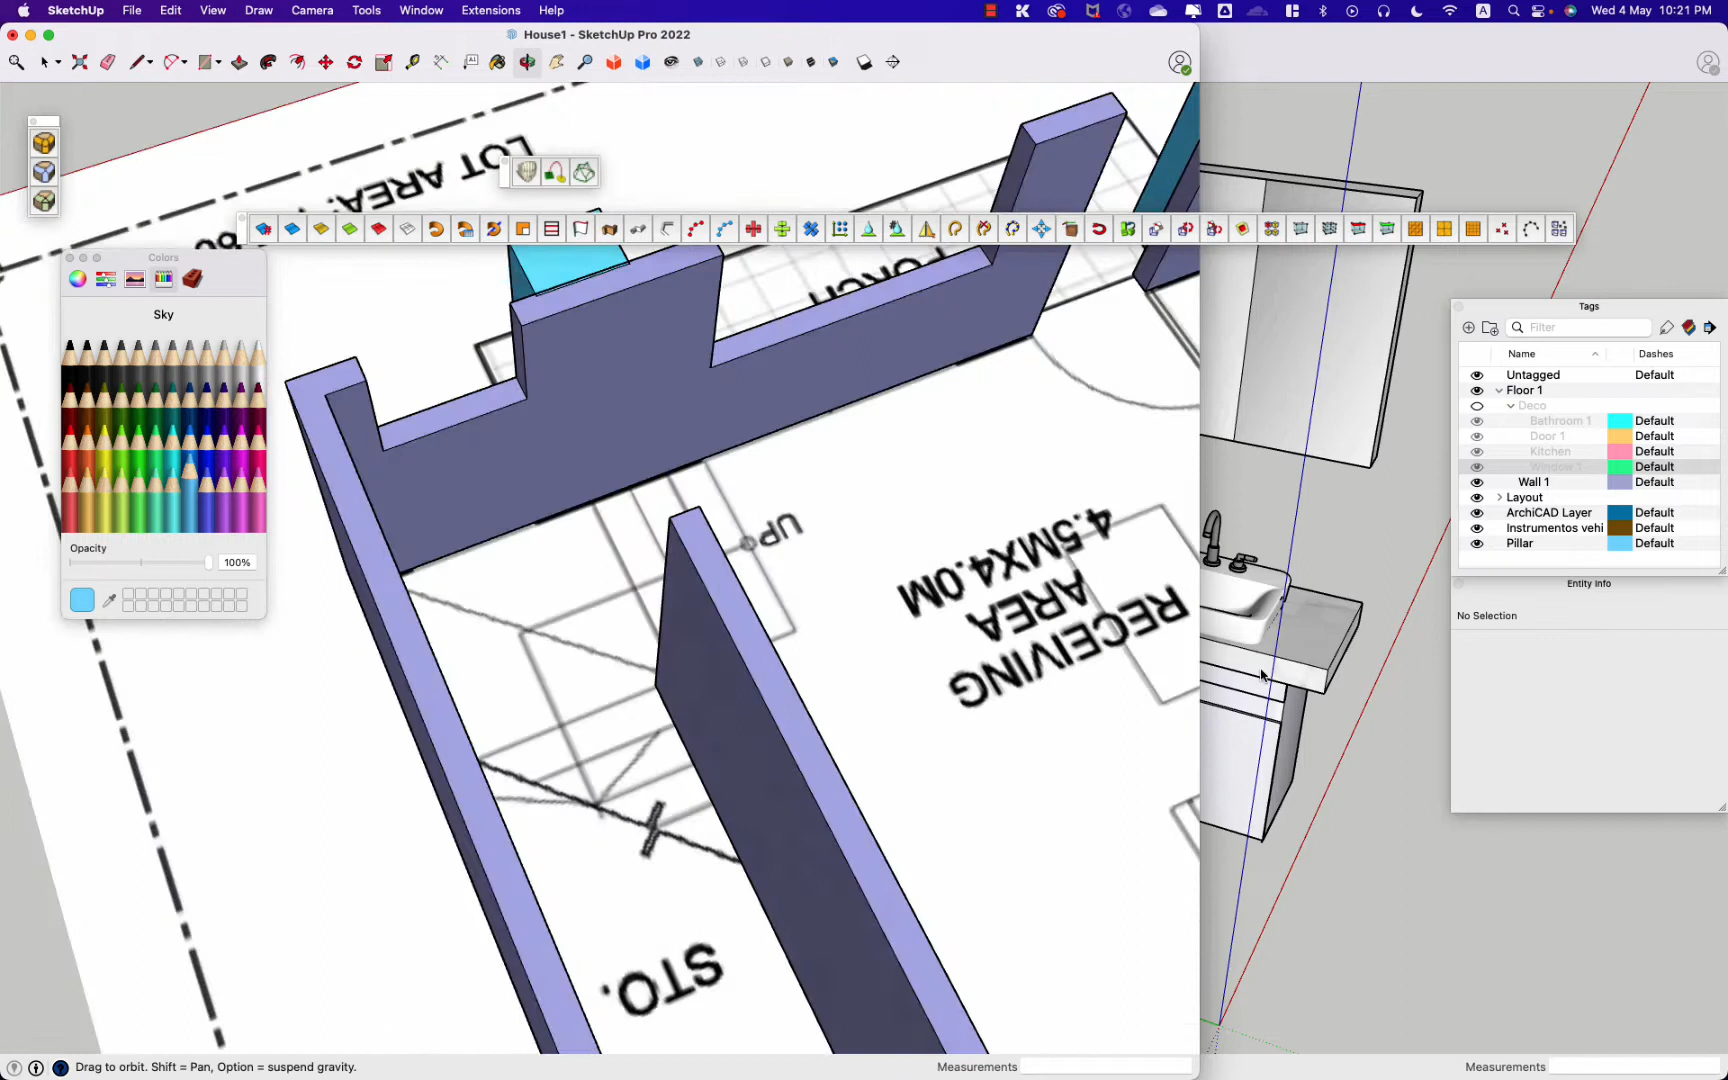 SketchUp File Edit View Draw Camera Tools Window Extensions Help
A
Wed 4 May 10:21 PM
House1 - SketchUp Pro 2022
LOT AREA:
PORCH
Colors
Sky
Opacity
100%
UP
RECEIVING
AREA
4.5MX4.0M
STO.
Tags
Filter
Name Dashes
Untagged Default
Floor 1
Deco
Bathroom 1 Default
Door 1 Default
Kitchen Default
Window 1 Default
Wall 1 Default
Layout
ArchiCAD Layer Default
Instrumentos vehi Default
Pillar Default
Entity Info
No Selection
Drag to orbit. Shift = Pan, Option = suspend gravity.
Measurements
Measurements